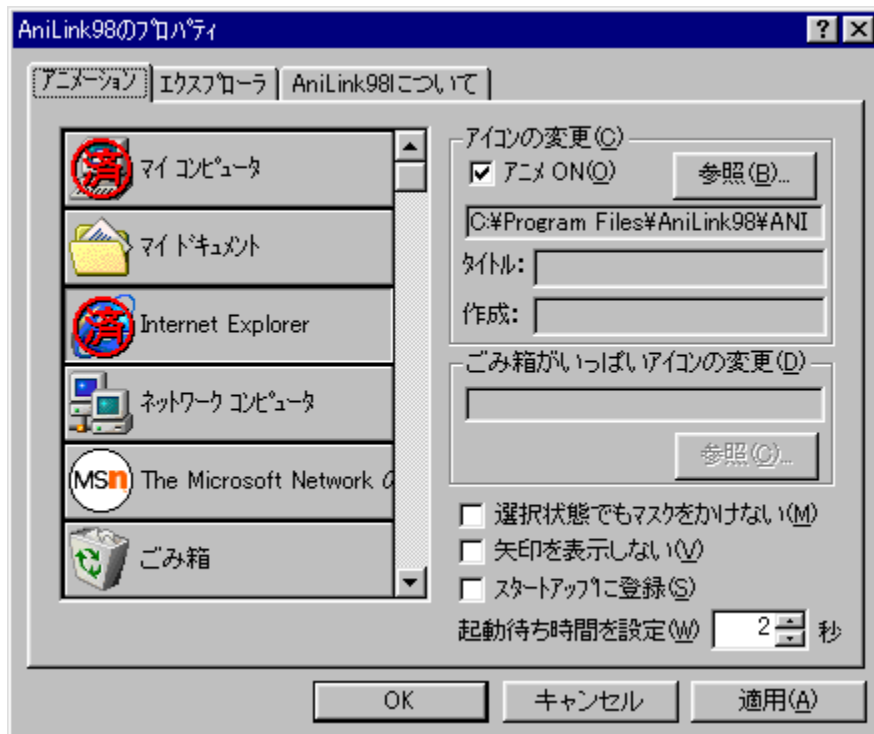 AniLink98のプロパティ
アニメーション エクスプローラ AniLink98について
済 マイ コンピュータ
マイ ドキュメント
済 Internet Explorer
ネットワーク コンピュータ
MSn The Microsoft Network の
ごみ箱
アイコンの変更(C)
アニメ ON(O) 参照(B)...
C:¥Program Files¥AniLink98¥ANI
タイトル:
作成:
ごみ箱がいっぱいアイコンの変更(D)
参照(C)...
選択状態でもマスクをかけない(M)
矢印を表示しない(V)
スタートアップに登録(S)
起動待ち時間を設定(W) 2 秒
OK キャンセル 適用(A)